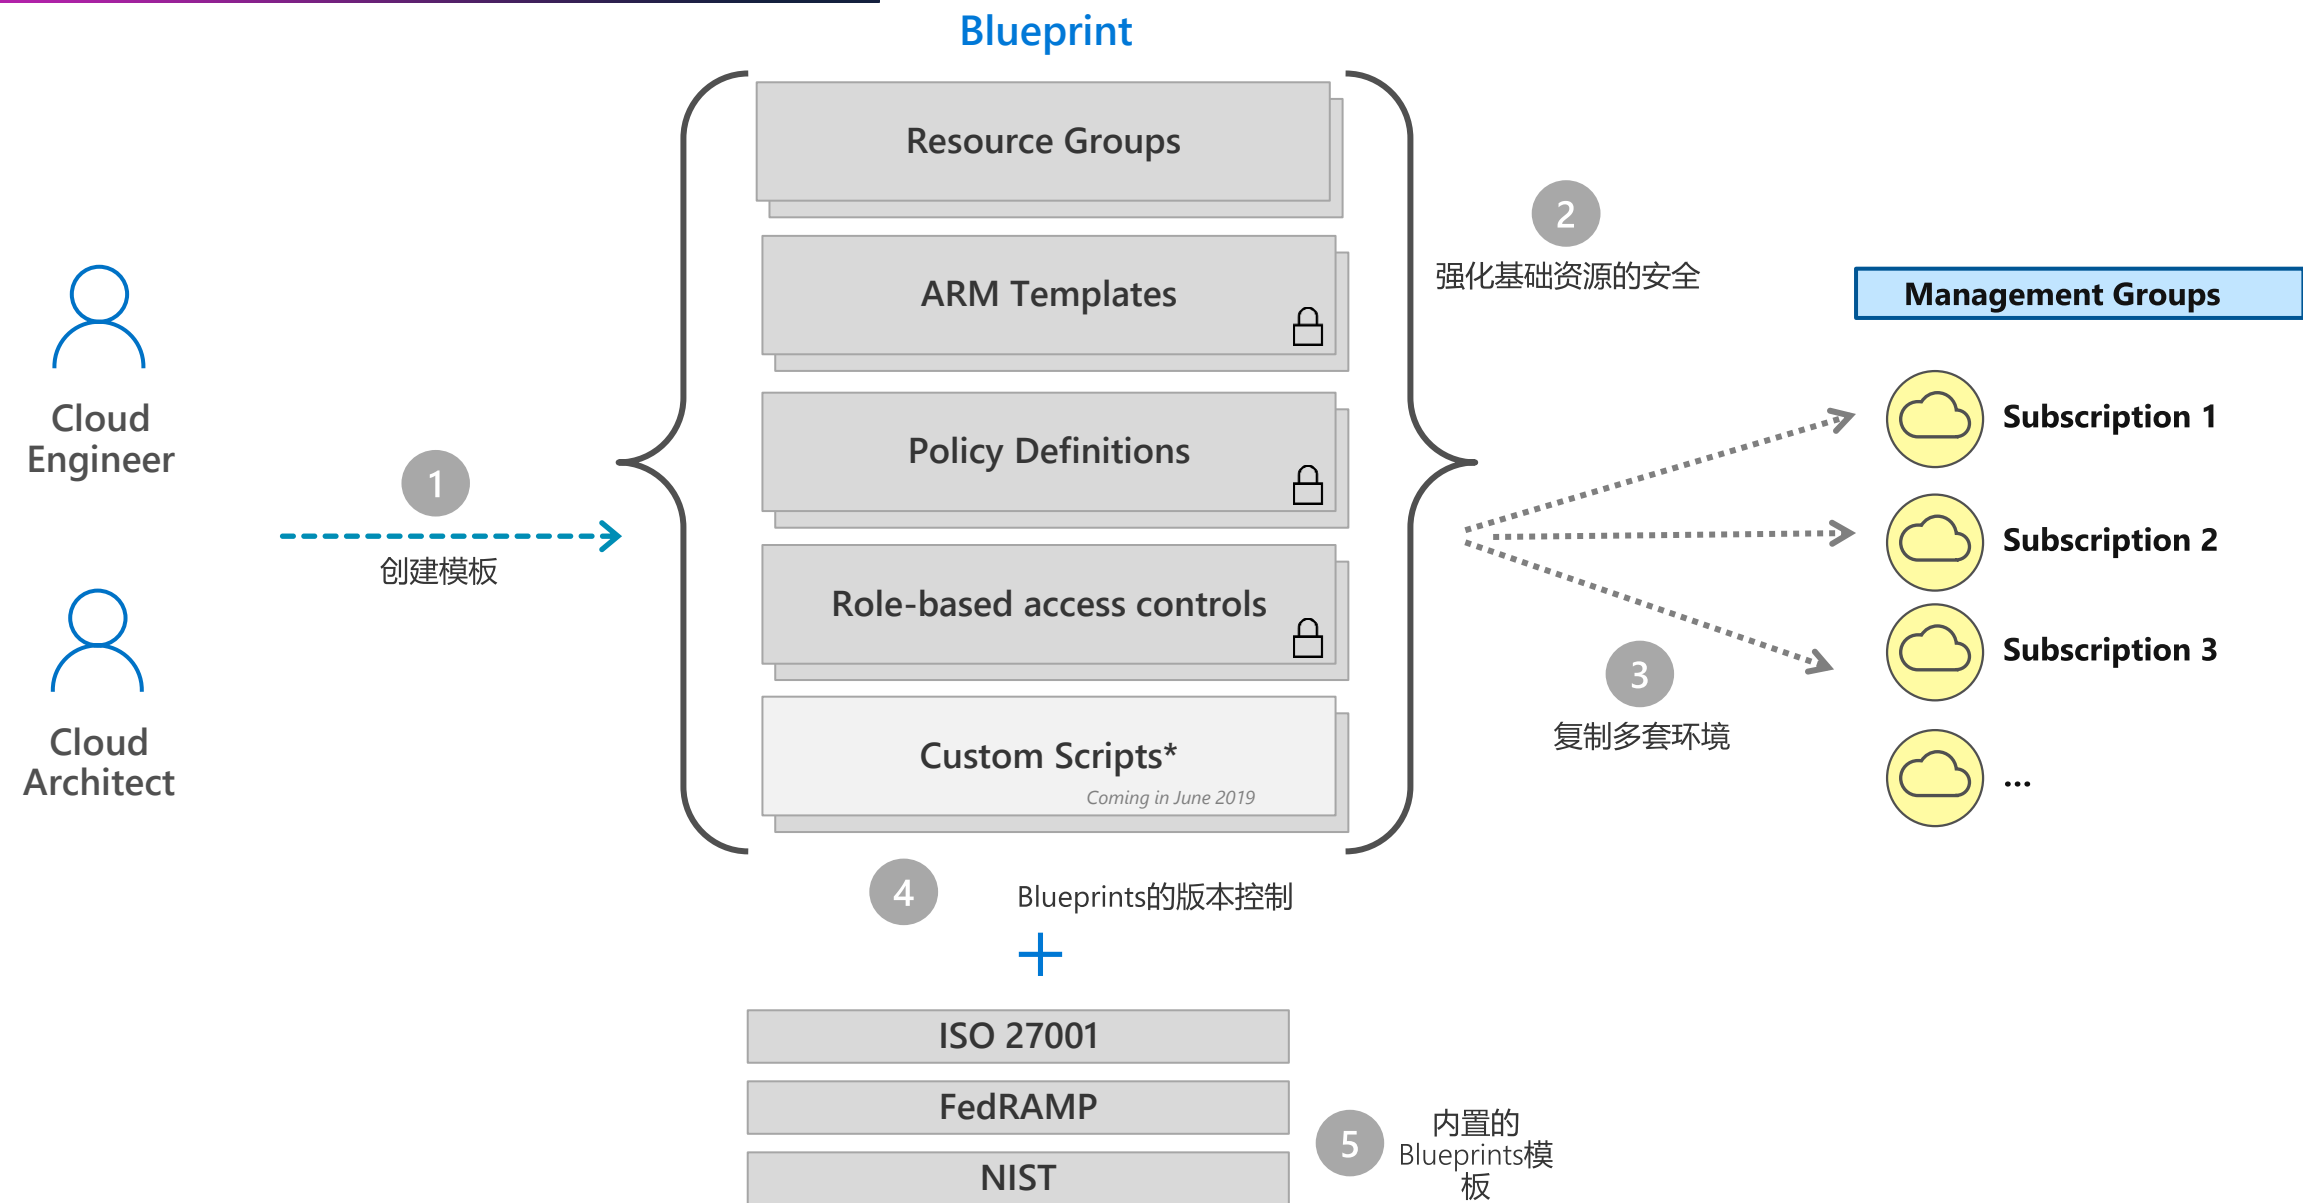 Blueprint
Resource Groups
ARM Templates
Policy Definitions
Role-based access controls
Custom Scripts*
Coming in June 2019
Cloud
Engineer
Cloud
Architect
1
创建模板
2
强化基础资源的安全
Management Groups
Subscription 1
Subscription 2
Subscription 3
...
3
复制多套环境
4
Blueprints的版本控制
ISO 27001
FedRAMP
NIST
5
内置的
Blueprints模
板